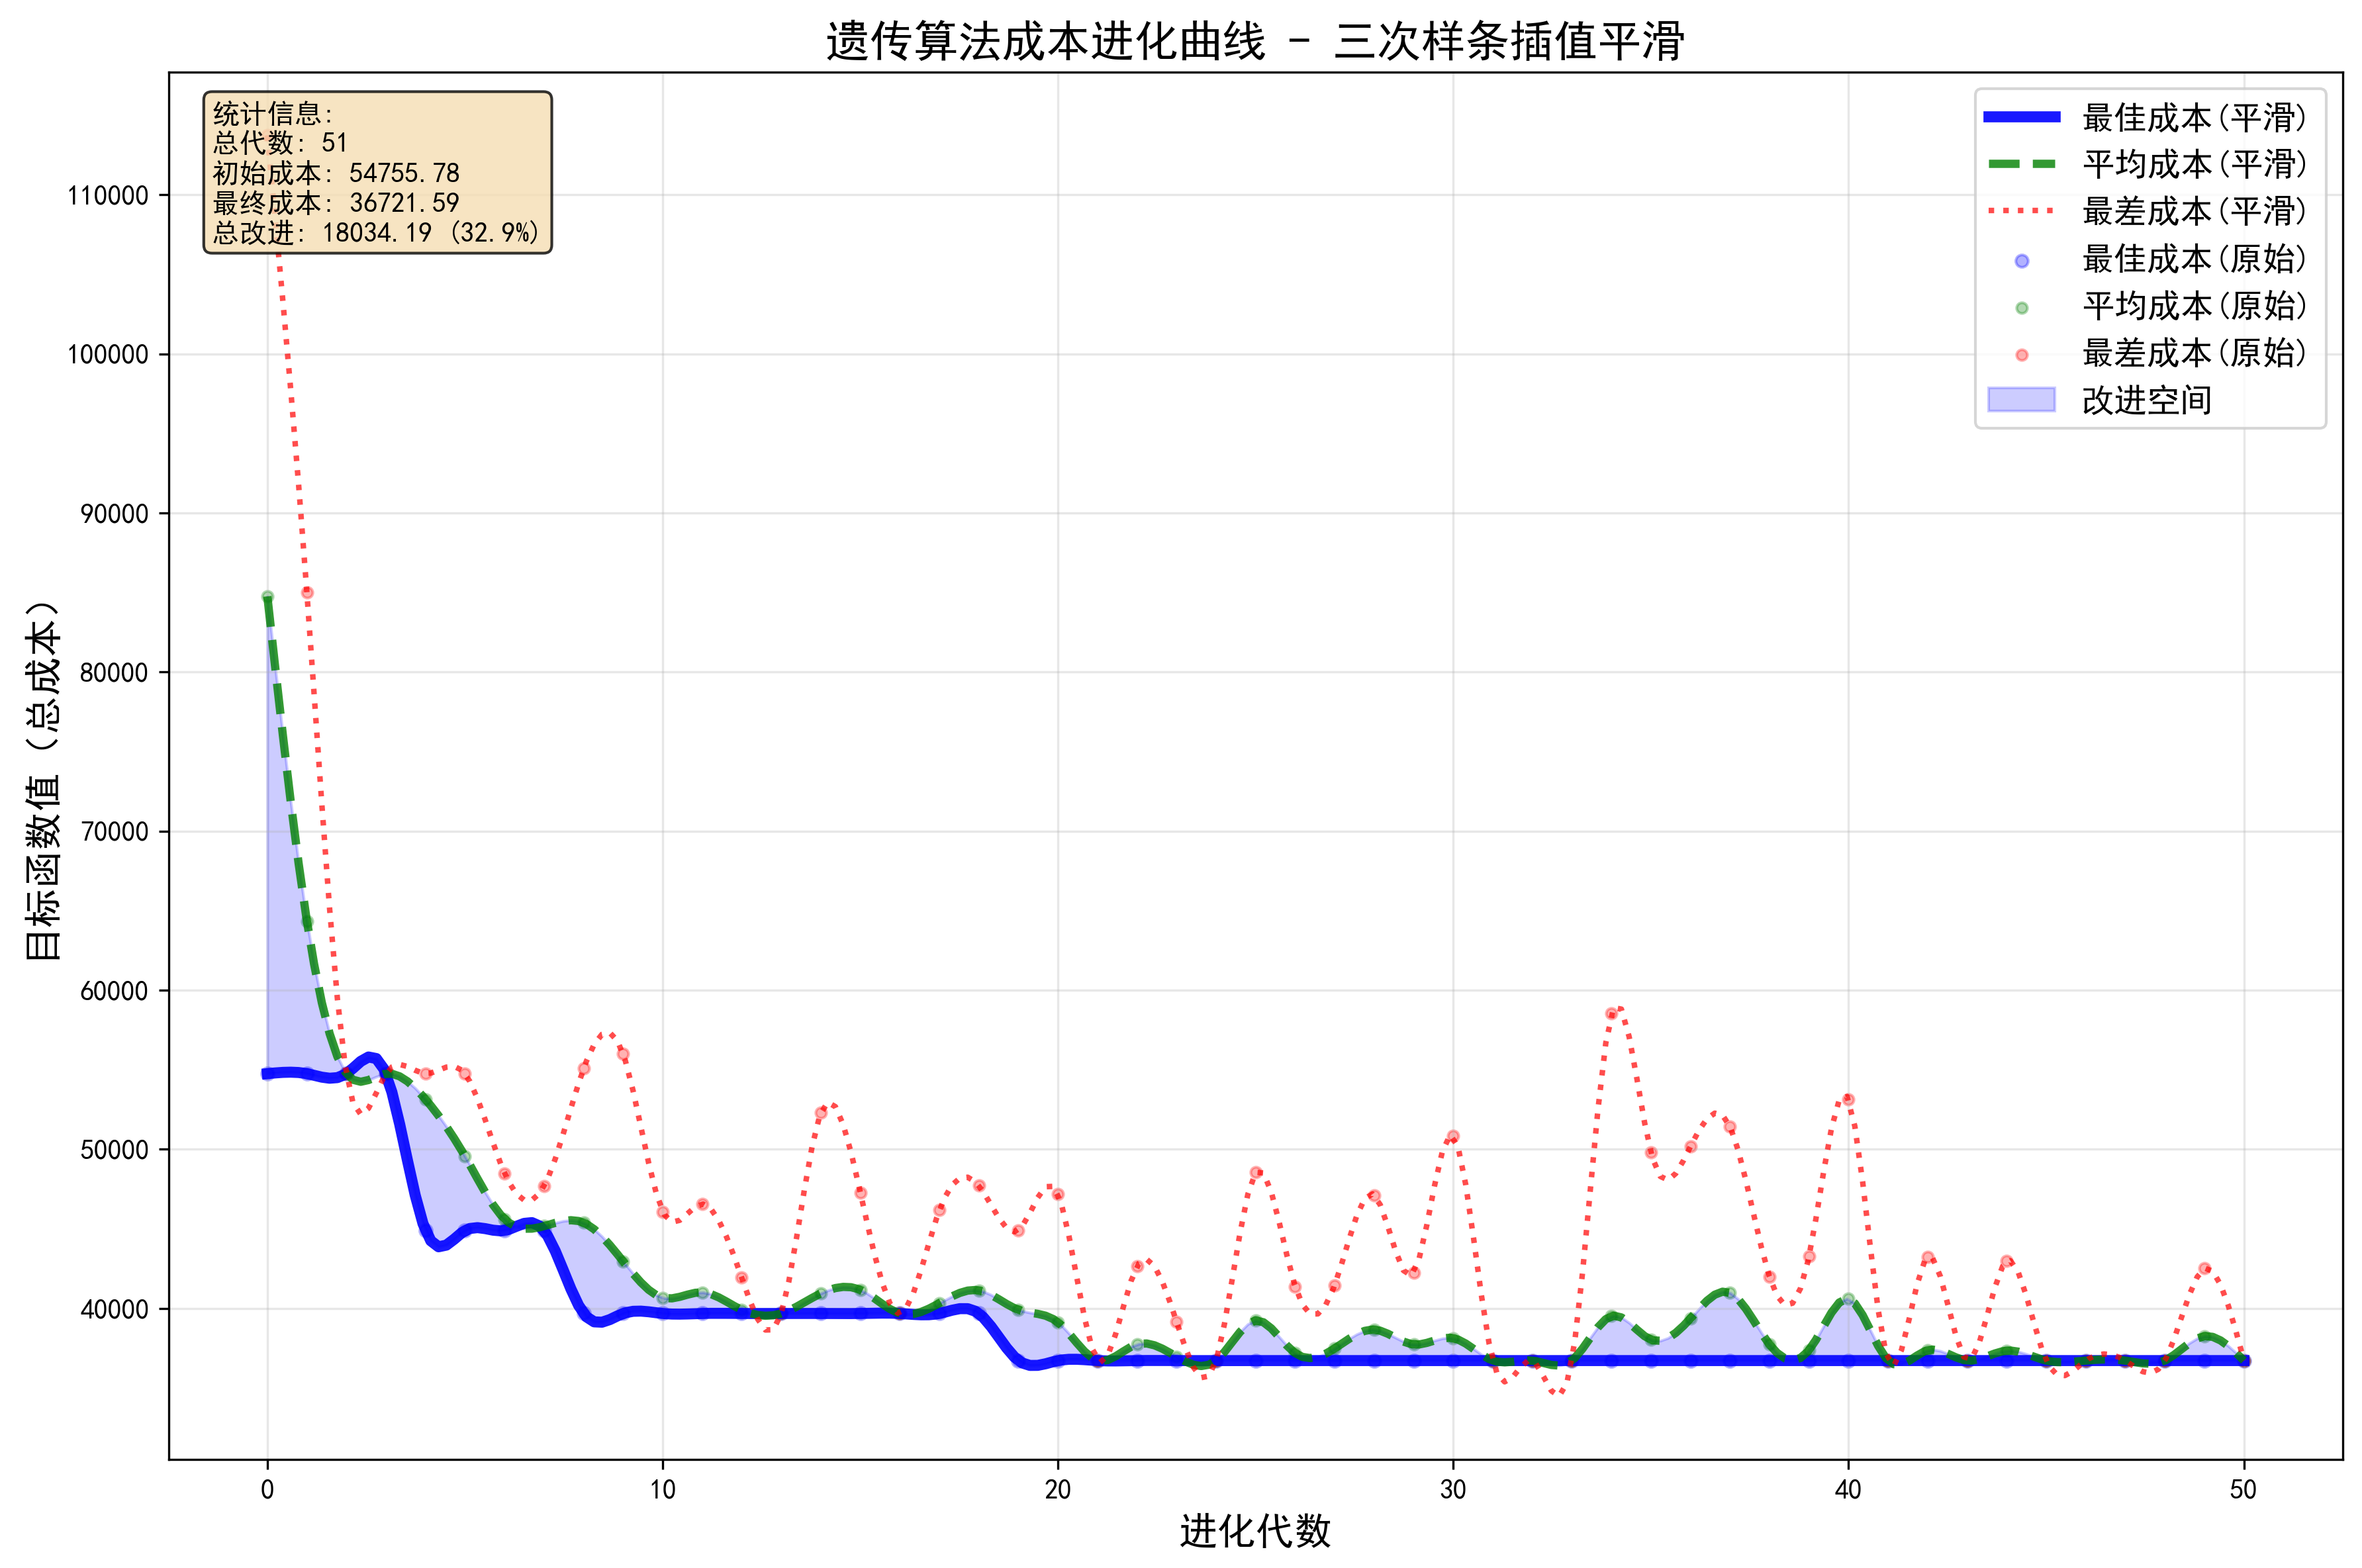 遗传算法成本进化曲线 - 三次样条插值平滑
统计信息:
总代数: 51
初始成本: 54755.78
最终成本: 36721.59
总改进: 18034.19 (32.9%)
最佳成本(平滑)
平均成本(平滑)
最差成本(平滑)
最佳成本(原始)
平均成本(原始)
最差成本(原始)
改进空间
目标函数值（总成本）
110000
100000
90000
80000
70000
60000
50000
40000
0 10 20 30 40 50
进化代数